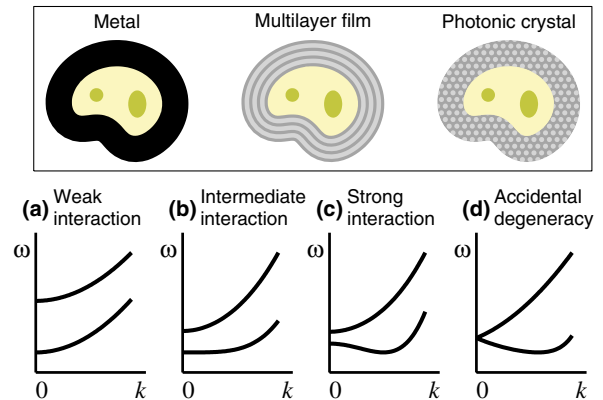 Metal
Multilayer film
Photonic crystal
(a) Weak interaction
(b) Intermediate interaction
(c) Strong interaction
(d) Accidental degeneracy
ω
ω
ω
ω
0 k
0 k
0 k
0 k